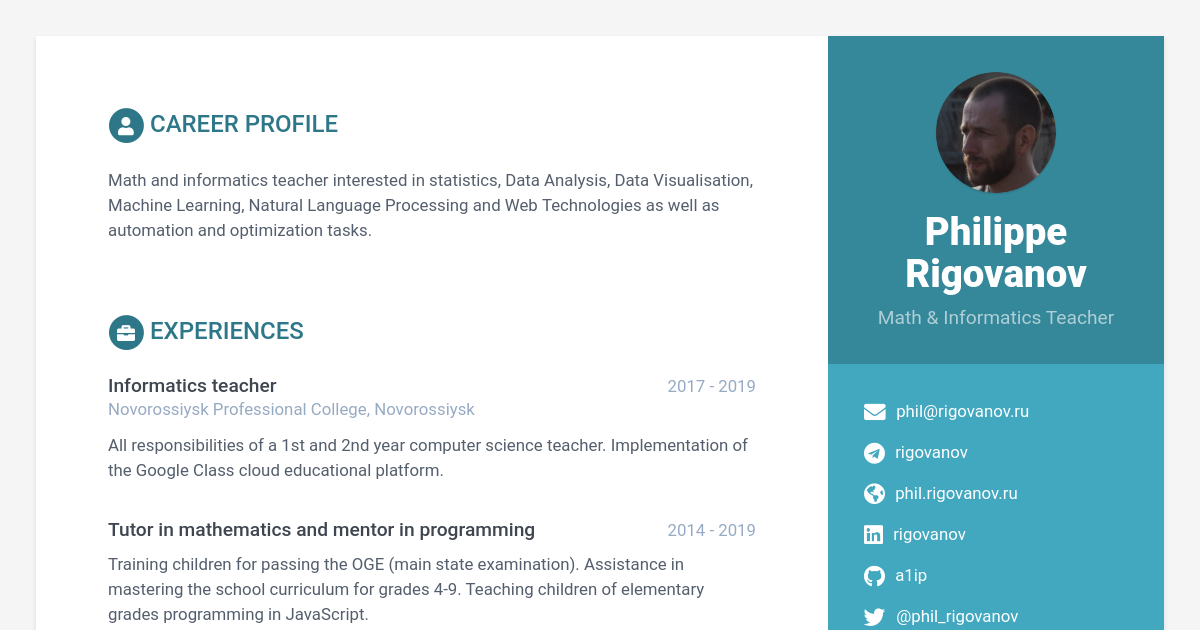 CAREER PROFILE
Math and informatics teacher interested in statistics, Data Analysis, Data Visualisation,
Machine Learning, Natural Language Processing and Web Technologies as well as
automation and optimization tasks.
EXPERIENCES
Informatics teacher
2017 - 2019
Novorossiysk Professional College, Novorossiysk
All responsibilities of a 1st and 2nd year computer science teacher. Implementation of
the Google Class cloud educational platform.
Tutor in mathematics and mentor in programming
2014 - 2019
Training children for passing the OGE (main state examination). Assistance in
mastering the school curriculum for grades 4-9. Teaching children of elementary
grades programming in JavaScript.
Philippe
Rigovanov
Math & Informatics Teacher
phil@rigovanov.ru
rigovanov
phil.rigovanov.ru
rigovanov
a1ip
@phil_rigovanov